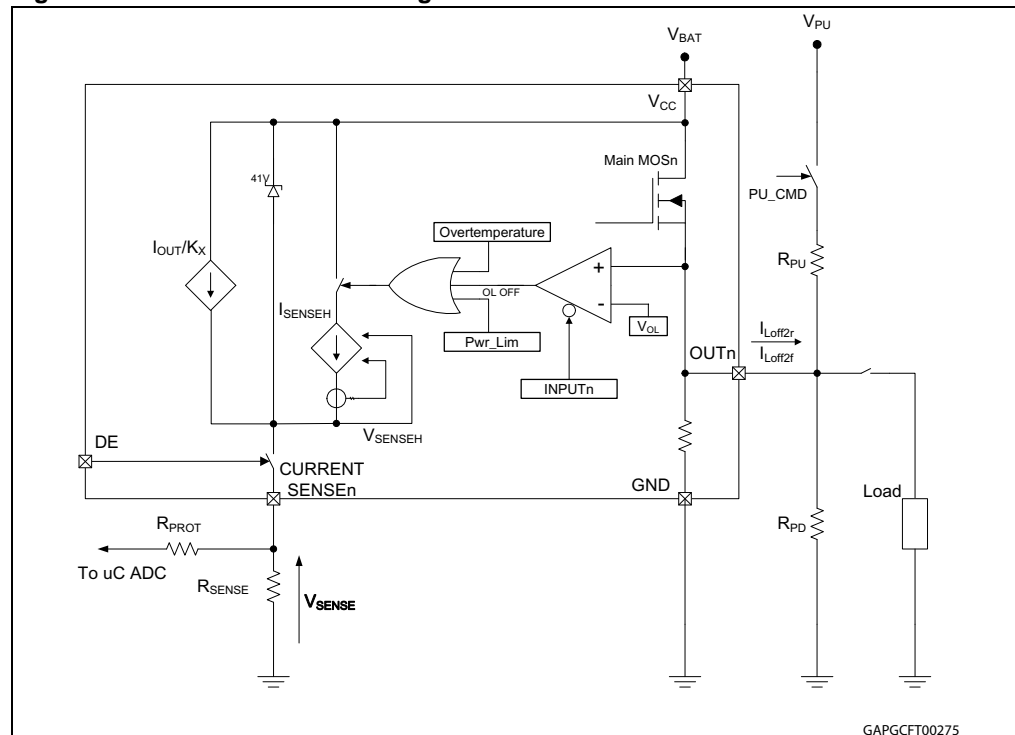 V_BAT
V_PU
V_CC
Main MOSn
41V
PU_CMD
Overtemperature
I_OUT/K_X
R_PU
+
OL OFF
-
I_SENSEH
V_OL
Pwr_Lim
I_Loff2r
OUTn
I_Loff2f
INPUTn
V_SENSEH
DE
CURRENT
SENSEn
GND
Load
R_PROT
R_PD
To uC ADC
R_SENSE
V_SENSE
GAPGCFT00275